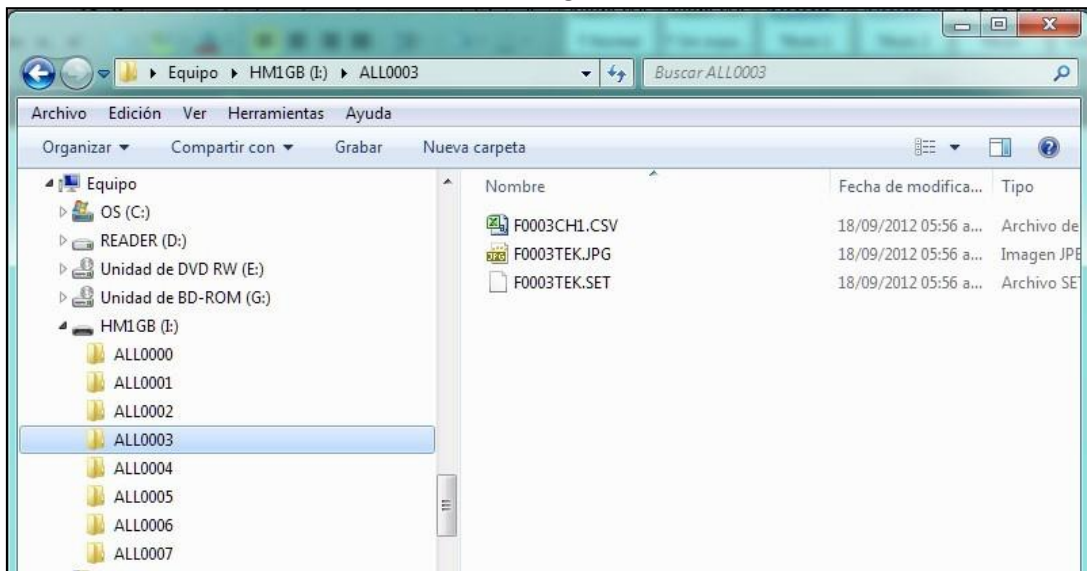 Equipo ▸ HM1GB (I:) ▸ ALL0003
Buscar ALL0003
Archivo Edición Ver Herramientas Ayuda
Organizar Compartir con Grabar Nueva carpeta
Equipo
OS (C:)
READER (D:)
Unidad de DVD RW (E:)
Unidad de BD-ROM (G:)
HM1GB (I:)
ALL0000
ALL0001
ALL0002
ALL0003
ALL0004
ALL0005
ALL0006
ALL0007
Nombre Fecha de modifica... Tipo
F0003CH1.CSV 18/09/2012 05:56 a... Archivo de
F0003TEK.JPG 18/09/2012 05:56 a... Imagen JPE
F0003TEK.SET 18/09/2012 05:56 a... Archivo SET